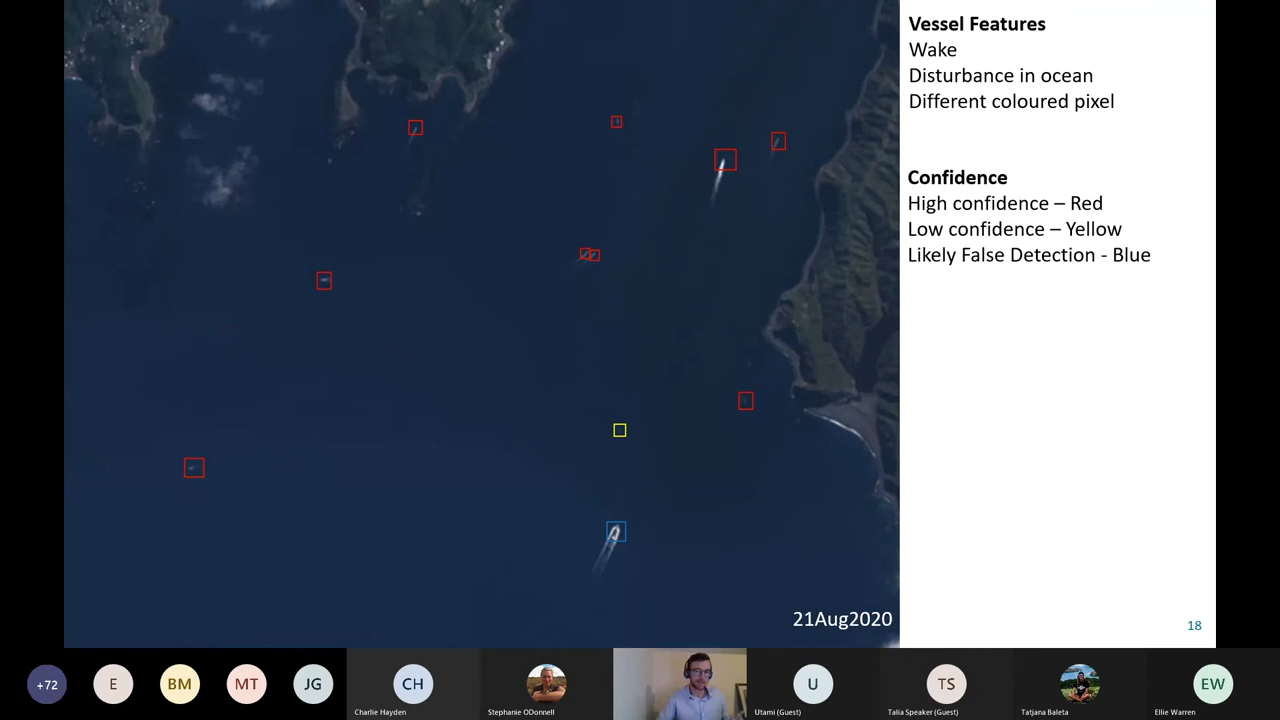 Vessel Features
Wake
Disturbance in ocean
Different coloured pixel
Confidence
High confidence – Red
Low confidence – Yellow
Likely False Detection - Blue
21Aug2020
18
+72
E
BM
MT
JG
CH
U
TS
EW
Charlie Hayden
Stephanie ODonnell
Utami (Guest)
Talia Speaker (Guest)
Tatjana Baleta
Ellie Warren